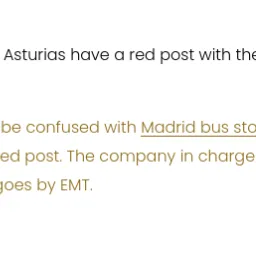 Asturias have a red post with the
be confused with Madrid bus sto
ed post. The company in charge
goes by EMT.